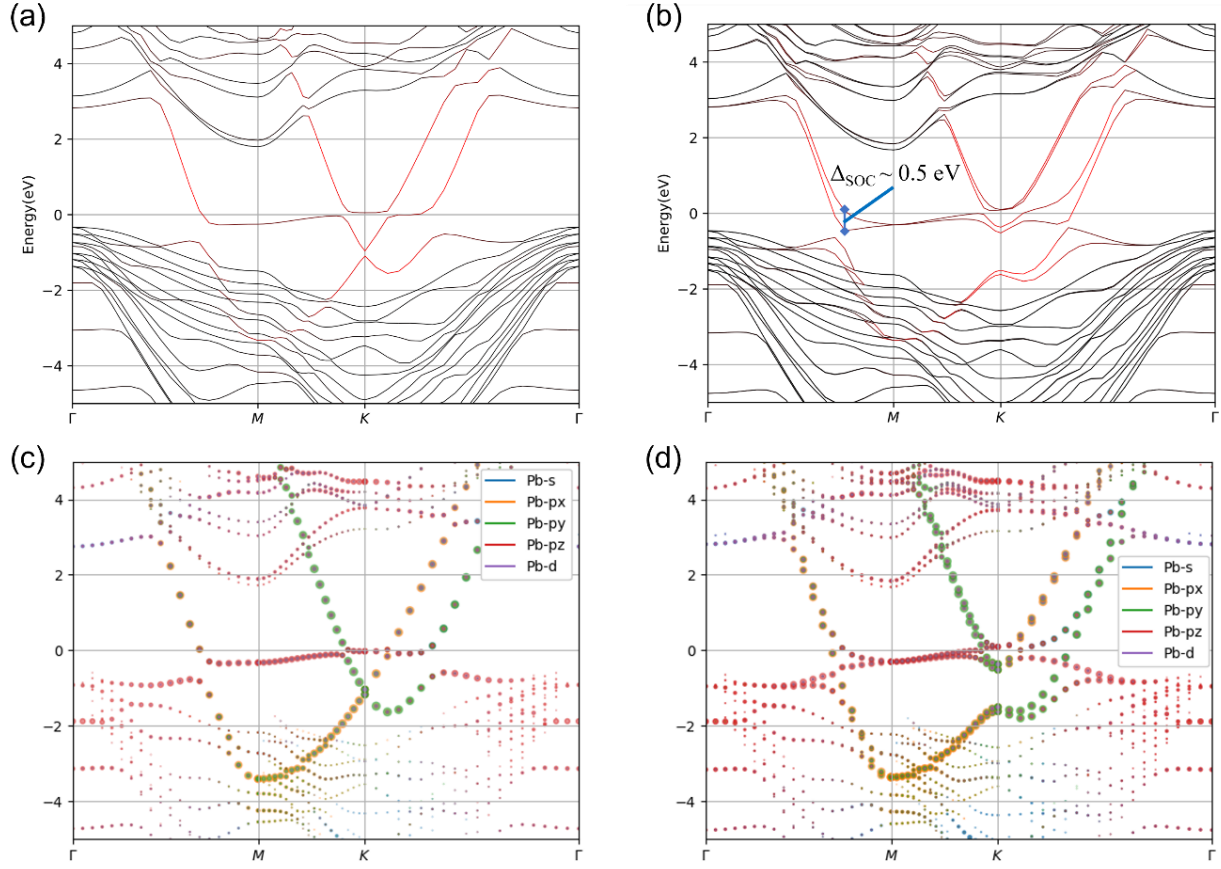 (a)
(b)
Energy(eV)
4
2
0
−2
−4
Γ
M
K
Γ
Energy(eV)
4
2
0
−2
−4
ΔSOC ~ 0.5 eV
Γ
M
K
Γ
(c)
(d)
4
2
0
−2
−4
Pb-s
Pb-px
Pb-py
Pb-pz
Pb-d
Γ
M
K
Γ
4
2
0
−2
−4
Pb-s
Pb-px
Pb-py
Pb-pz
Pb-d
Γ
M
K
Γ